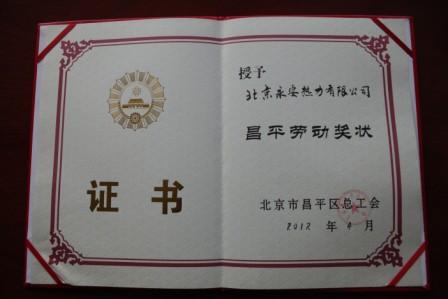 证书
授予
北京永安热力有限公司
昌平劳动奖状
北京市昌平区总工会
2012 年 4 月